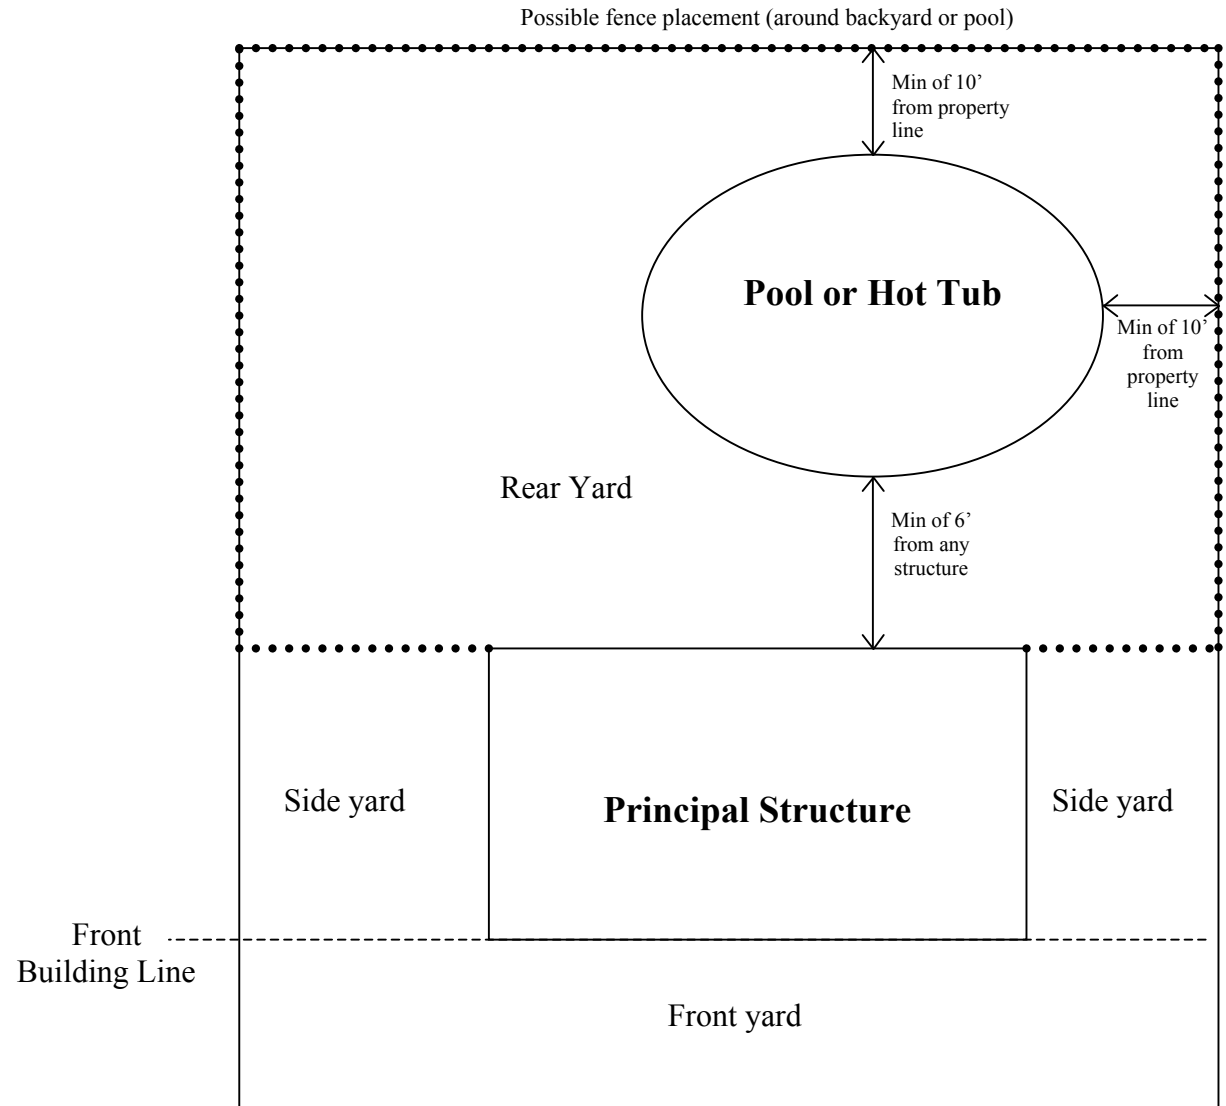 Possible fence placement (around backyard or pool)
Min of 10’
from property
line
Pool or Hot Tub
Min of 10’
from
property
line
Rear Yard
Min of 6’
from any
structure
Side yard
Principal Structure
Side yard
Front
Building Line
Front yard